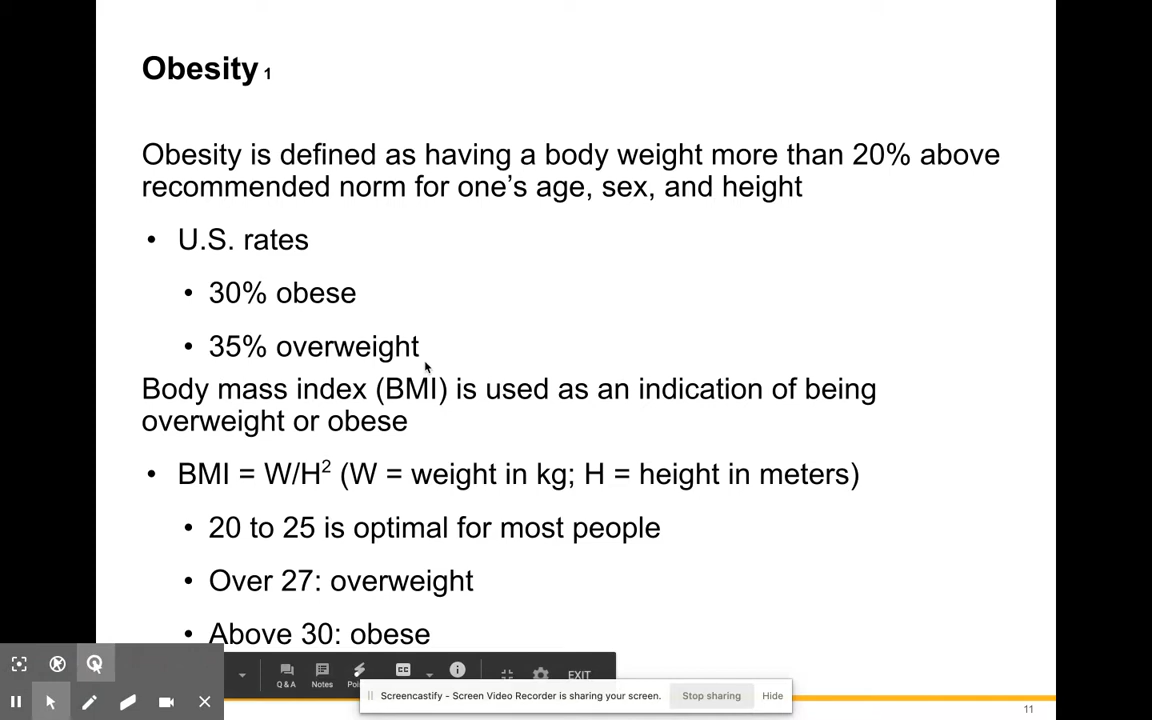 Obesity 1
Obesity is defined as having a body weight more than 20% above
recommended norm for one's age, sex, and height
• U.S. rates
• 30% obese
• 35% overweight
Body mass index (BMI) is used as an indication of being
overweight or obese
• BMI = W/H² (W = weight in kg; H = height in meters)
• 20 to 25 is optimal for most people
• Over 27: overweight
• Above 30: obese
Q & A Notes EXIT
Screencastify - Screen Video Recorder is sharing your screen. Stop sharing Hide
11